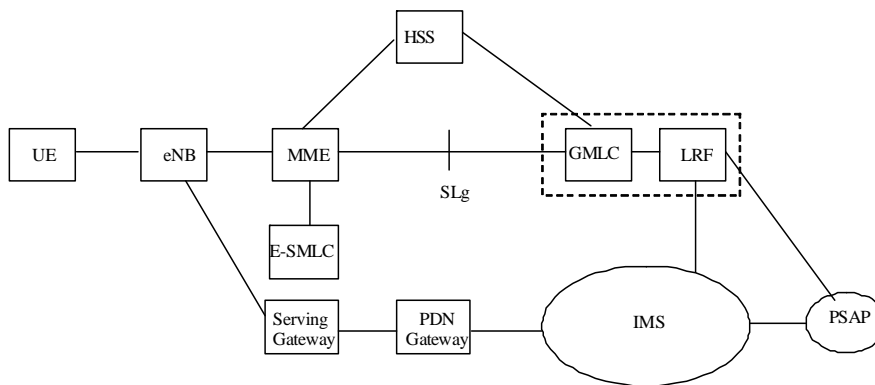 HSS
UE
eNB
MME
GMLC
LRF
SLg
E-SMLC
Serving
Gateway
PDN
Gateway
IMS
PSAP